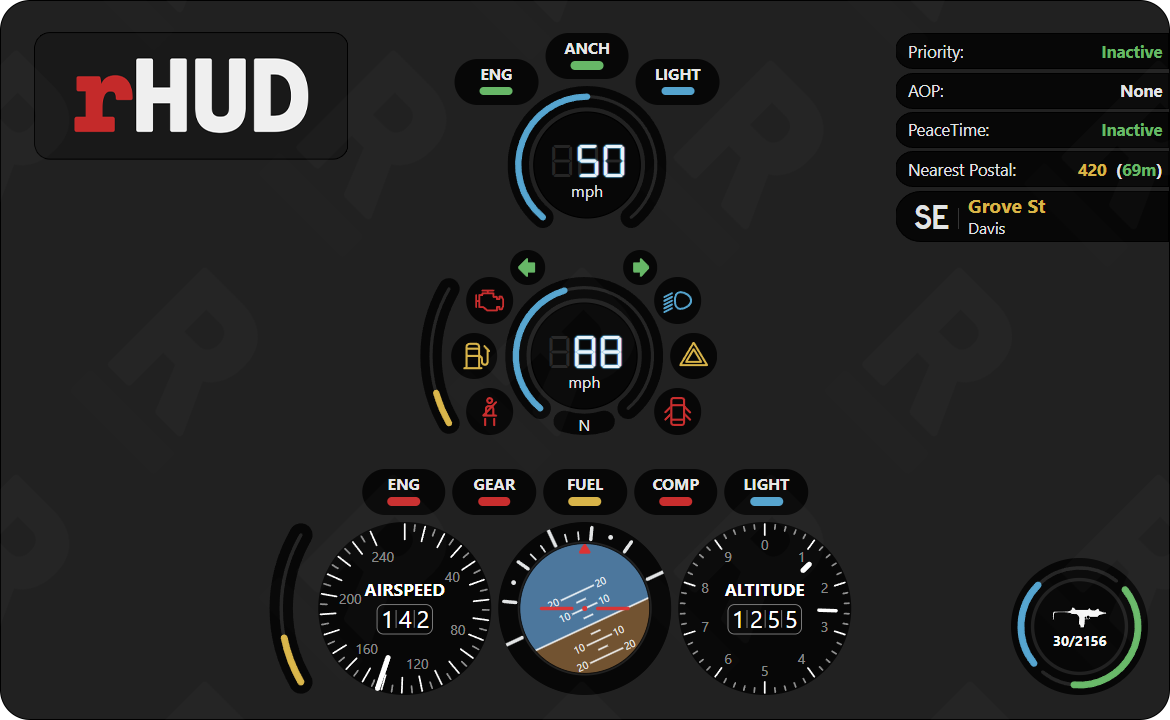 rHUD
ENG
ANCH
LIGHT
50
mph
Priority: Inactive
AOP: None
PeaceTime: Inactive
Nearest Postal: 420 (69m)
SE
Grove St
Davis
88
mph
N
ENG
GEAR
FUEL
COMP
LIGHT
240
40
200
AIRSPEED
142
80
160
120
20
20
10
10
10
10
20
20
0
9
1
8
ALTITUDE
2
1255
7
3
6
4
5
30/2156